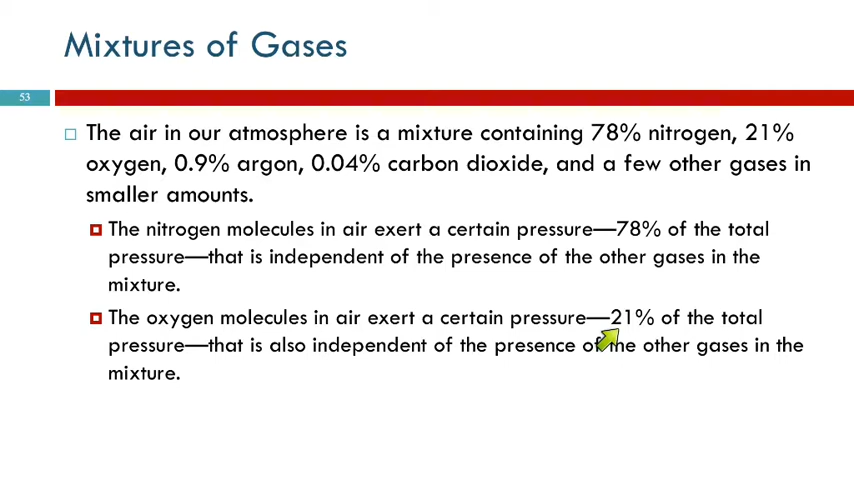 Mixtures of Gases
53
The air in our atmosphere is a mixture containing 78% nitrogen, 21%
oxygen, 0.9% argon, 0.04% carbon dioxide, and a few other gases in
smaller amounts.
The nitrogen molecules in air exert a certain pressure—78% of the total
pressure—that is independent of the presence of the other gases in the
mixture.
The oxygen molecules in air exert a certain pressure—21% of the total
pressure—that is also independent of the presence of the other gases in the
mixture.